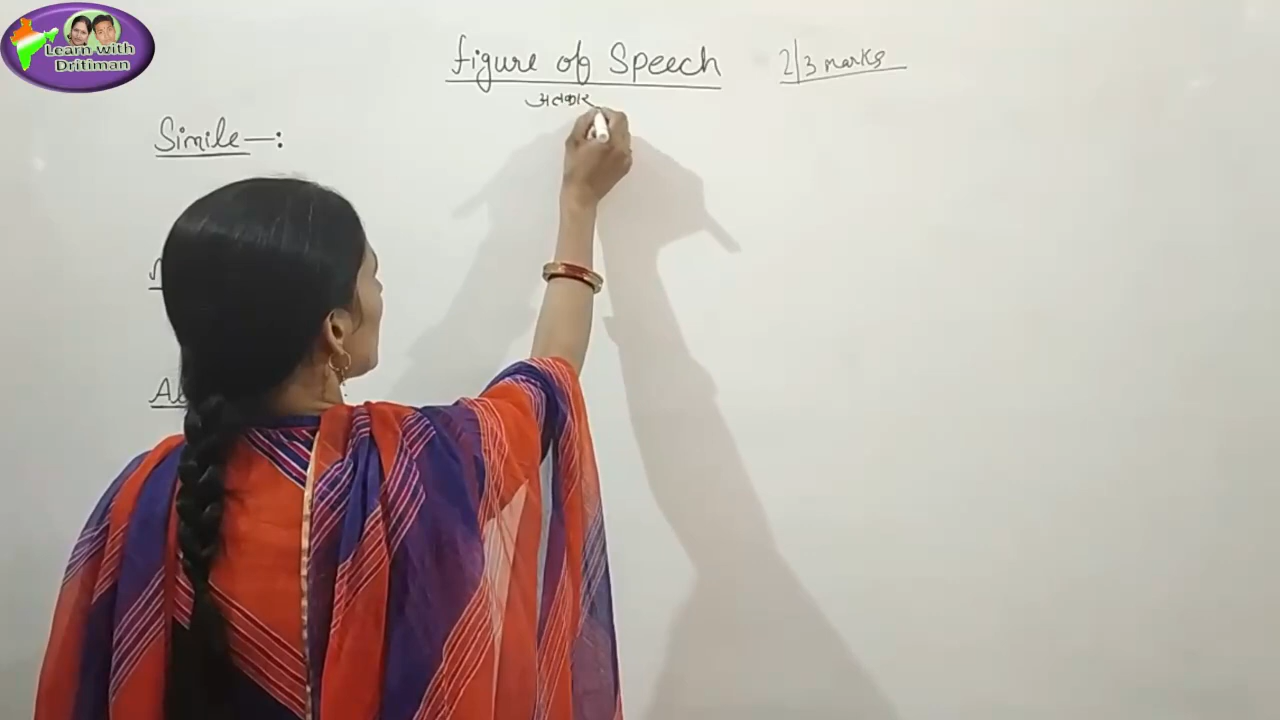 Learn with
Dritiman
Figure of Speech
2/3 marks
अलंकार
Simile—: